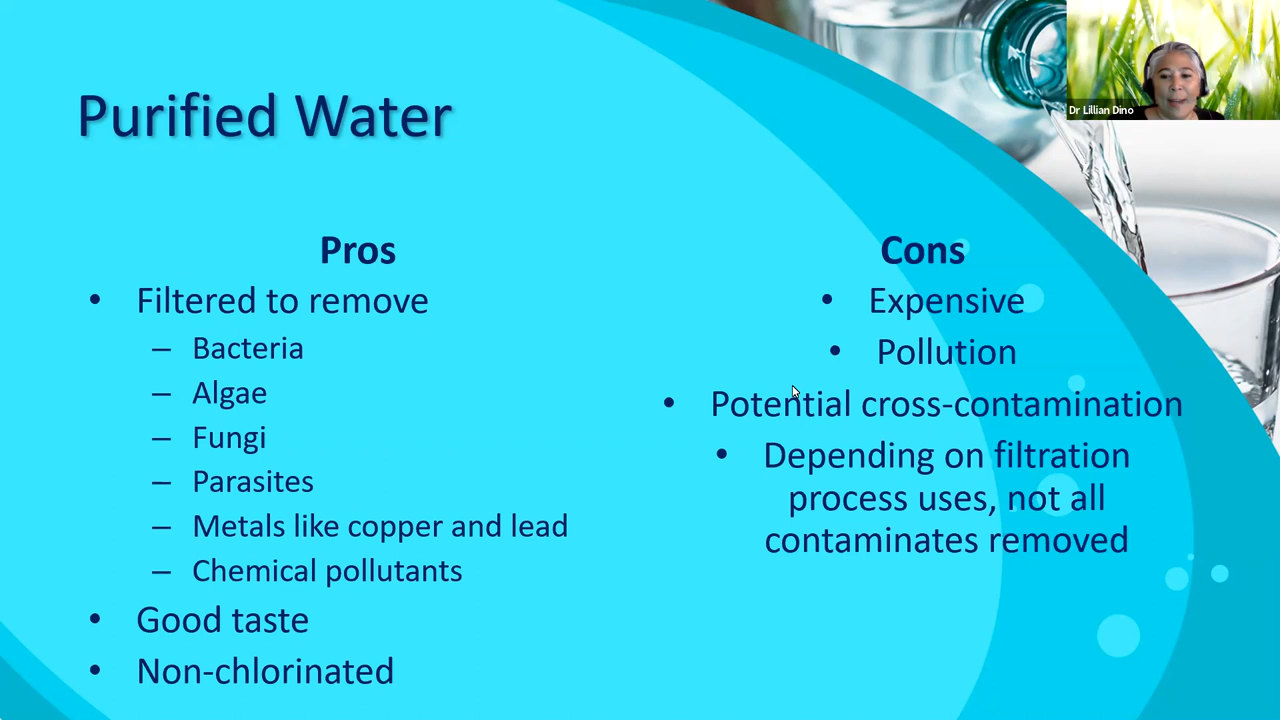 Dr Lillian Dino
Purified Water
Pros
• Filtered to remove
– Bacteria
– Algae
– Fungi
– Parasites
– Metals like copper and lead
– Chemical pollutants
• Good taste
• Non-chlorinated
Cons
• Expensive
• Pollution
• Potential cross-contamination
• Depending on filtration
process uses, not all
contaminates removed